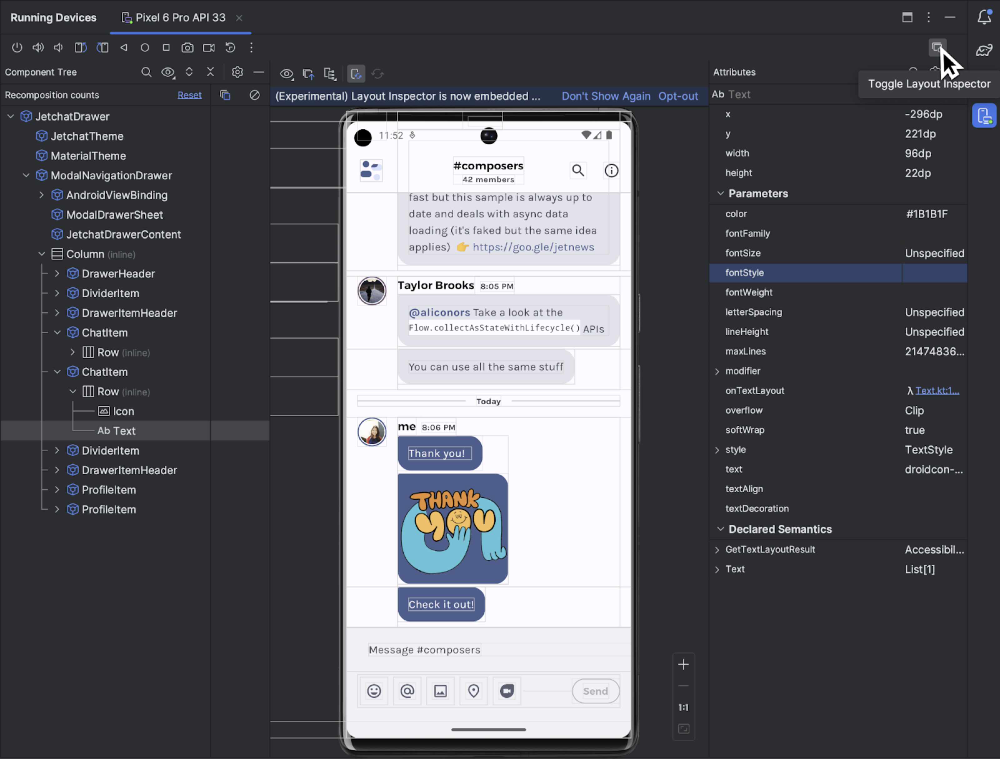 Running Devices
Pixel 6 Pro API 33
Component Tree
Recomposition counts
Reset
JetchatDrawer
JetchatTheme
MaterialTheme
ModalNavigationDrawer
AndroidViewBinding
ModalDrawerSheet
JetchatDrawerContent
Column (inline)
DrawerHeader
DividerItem
DrawerItemHeader
ChatItem
Row (inline)
ChatItem
Row (inline)
Icon
Ab Text
DividerItem
DrawerItemHeader
ProfileItem
ProfileItem
(Experimental) Layout Inspector is now embedded ...
Don't Show Again
Opt-out
11:52
#composers
42 members
fast but this sample is always up to
date and deals with async data
loading (it's faked but the same idea
applies) 👉 https://goo.gle/jetnews
Taylor Brooks 8:05 PM
@aliconors Take a look at the
Flow.collectAsStateWithLifecycle() APIs
You can use all the same stuff
Today
me 8:06 PM
Thank you!
THANK
YOU
Check it out!
Message #composers
Send
1:1
Attributes
Toggle Layout Inspector
Ab Text
x -296dp
y 221dp
width 96dp
height 22dp
Parameters
color #1B1B1F
fontFamily
fontSize Unspecified
fontStyle
fontWeight
letterSpacing Unspecified
lineHeight Unspecified
maxLines 21474836...
modifier
onTextLayout λ Text.kt:1...
overflow Clip
softWrap true
style TextStyle
text droidcon-...
textAlign
textDecoration
Declared Semantics
GetTextLayoutResult Accessibil...
Text List[1]